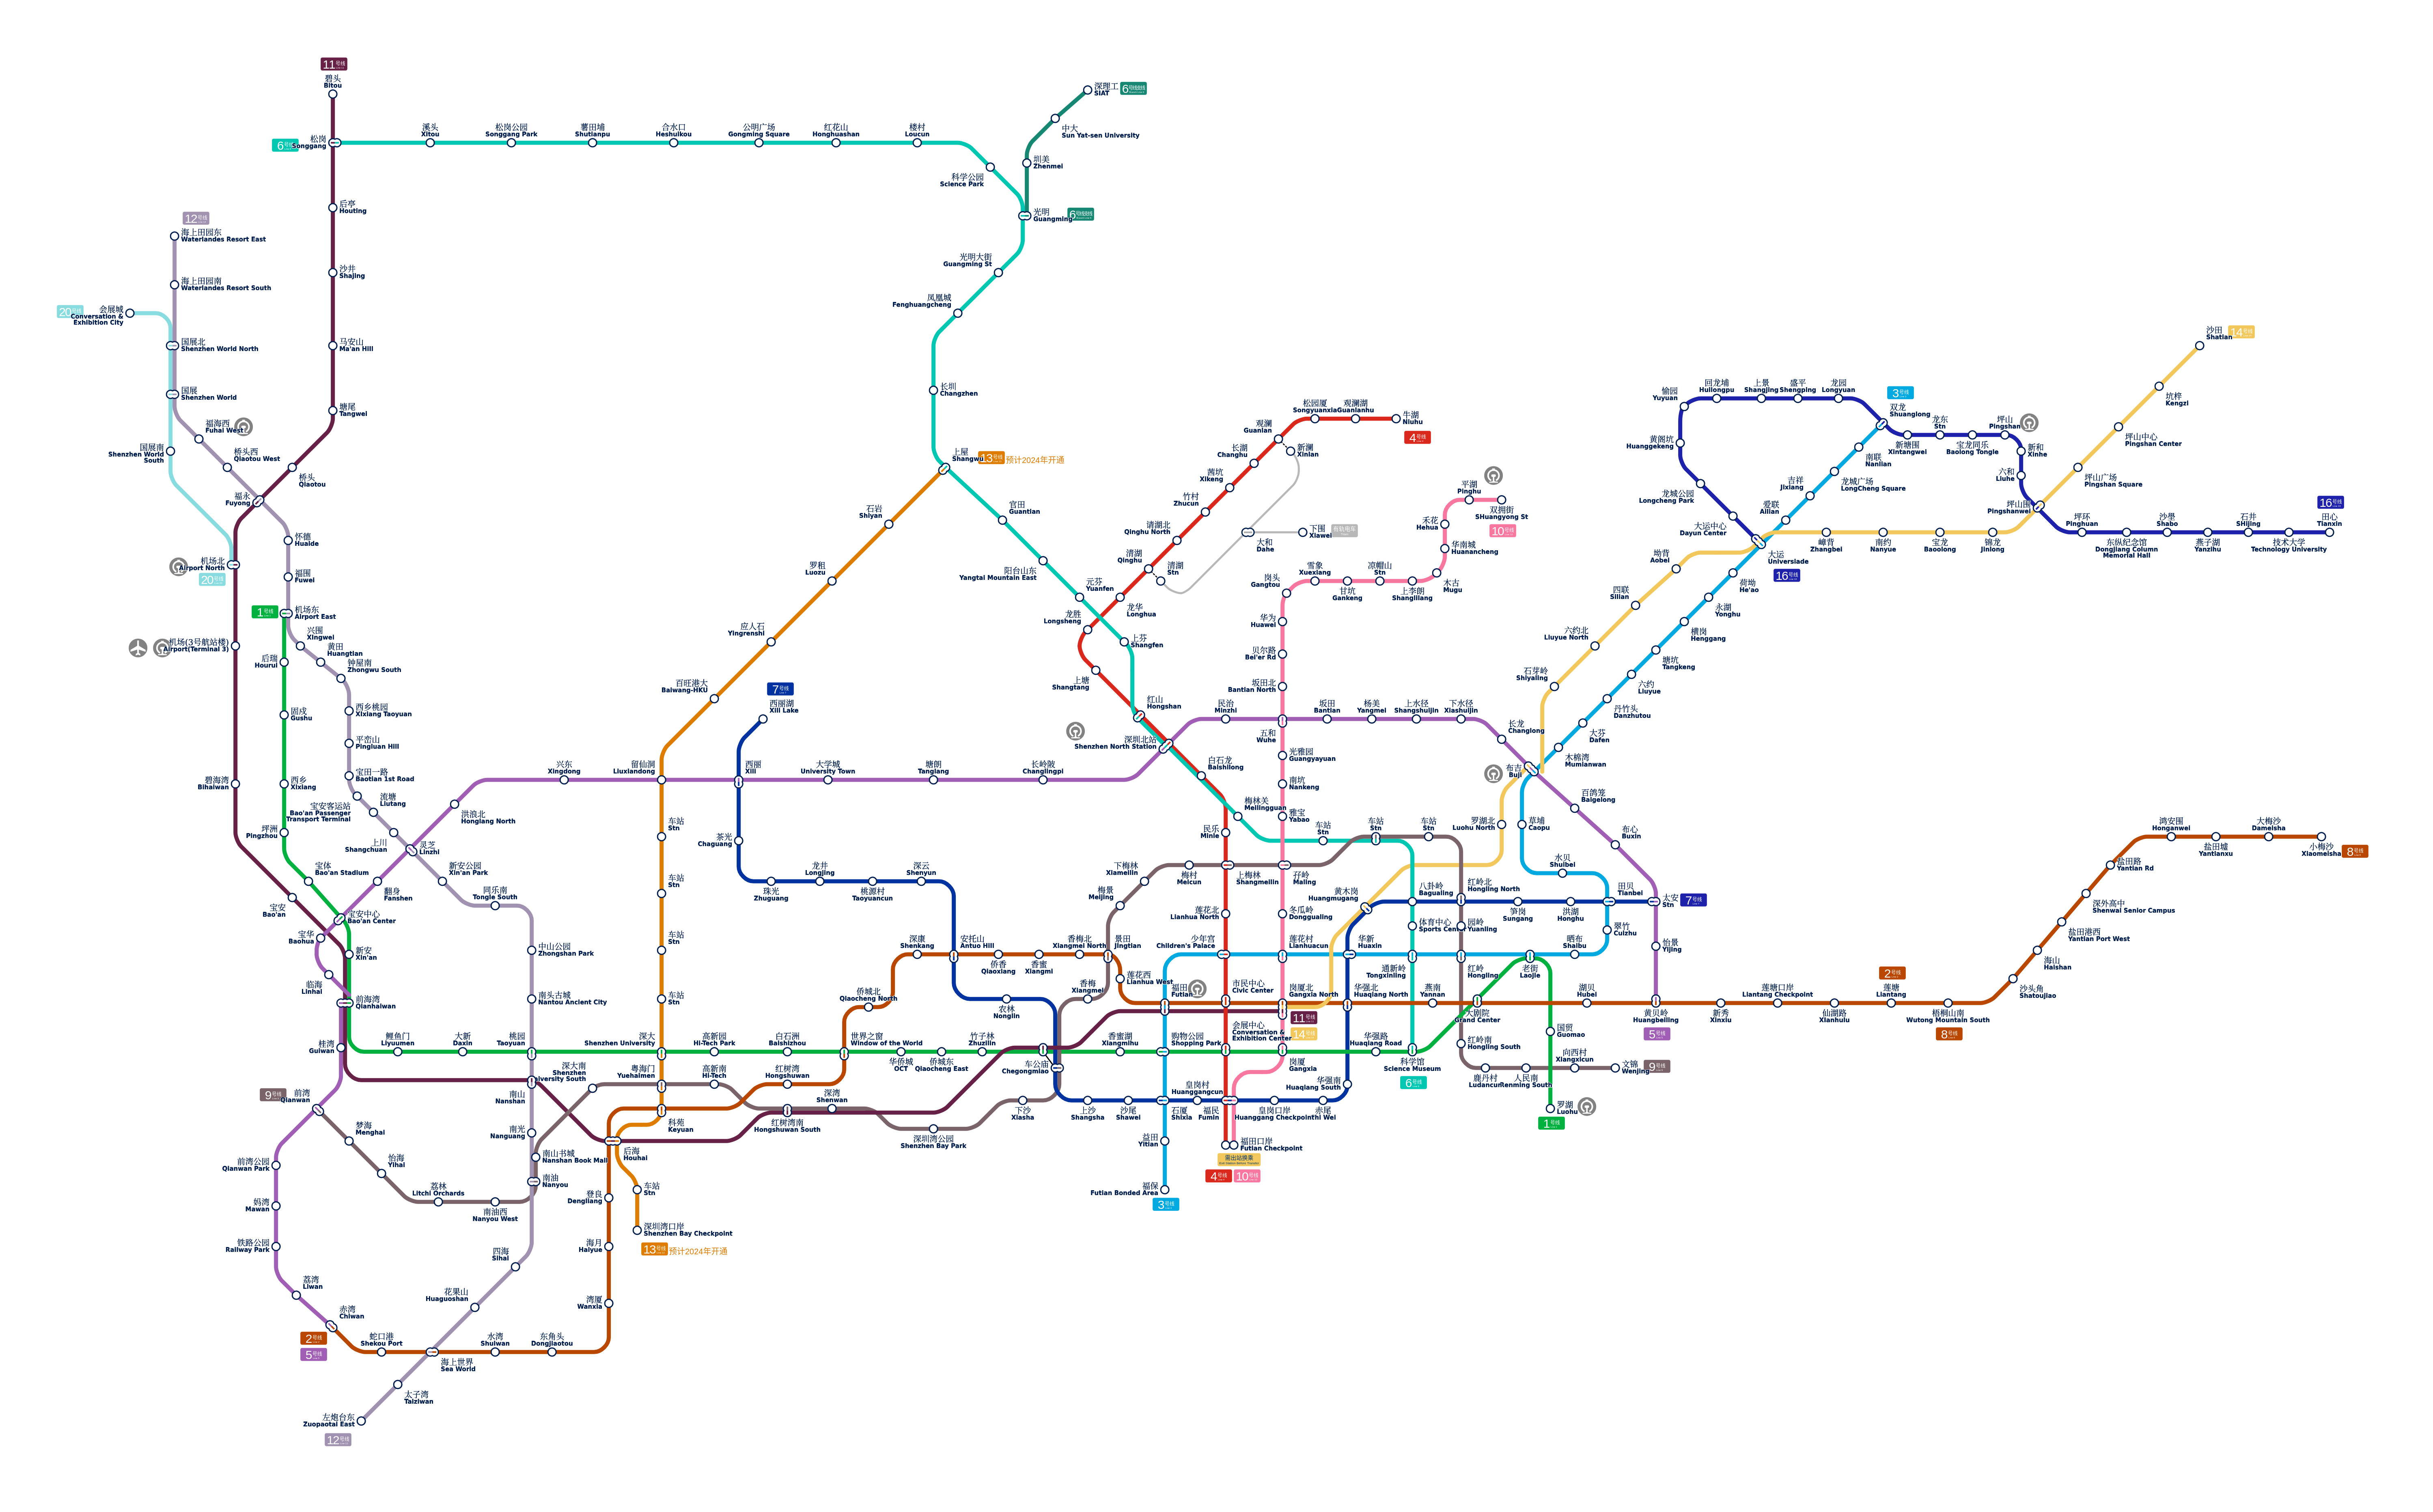 11号线
碧头
Bitou
6号线
松岗
Songgang
溪头
Xitou
松岗公园
Songgang Park
薯田埔
Shutianpu
合水口
Heshuikou
公明广场
Gongming Square
红花山
Honghuashan
楼村
Loucun
科学公园
Science Park
深理工
SIAT
中大
Sun Yat-sen University
圳美
Zhenmei
光明
Guangming
光明大街
Guangming St
凤凰城
Fenghuangcheng
长圳
Changzhen
上屋
Shangwu
13号线
预计2024年开通
官田
Guantian
阳台山东
Yangtai Mountain East
元芬
Yuanfen
上芬
Shangfen
后亭
Houting
沙井
Shajing
马安山
Ma'an Hill
塘尾
Tangwei
桥头
Qiaotou
福永
Fuyong
12号线
海上田园东
Waterlandes Resort East
海上田园南
Waterlandes Resort South
20号线
会展城
Conversation &
Exhibition City
国展北
Shenzhen World North
国展
Shenzhen World
国展南
Shenzhen World
South
福海西
Fuhai West
桥头西
Qiaotou West
机场北
Airport North
20号线
怀德
Huaide
福围
Fuwei
1号线
机场东
Airport East
机场(3号航站楼)
Airport(Terminal 3)
兴围
Xingwei
黄田
Huangtian
钟屋南
Zhongwu South
后瑞
Hourui
固戍
Gushu
西乡桃园
Xixiang Taoyuan
平峦山
Pingluan Hill
宝田一路
Baotian 1st Road
碧海湾
Bihaiwan
西乡
Xixiang
宝安客运站
Bao'an Passenger
Transport Terminal
流塘
Liutang
坪洲
Pingzhou
上川
Shangchuan
灵芝
Linzhi
洪浪北
Honglang North
宝体
Bao'an Stadium
翻身
Fanshen
新安公园
Xin'an Park
同乐南
Tongle South
宝安
Bao'an
宝安中心
Bao'an Center
宝华
Baohua
新安
Xin'an
临海
Linhai
前海湾
Qianhaiwan
中山公园
Zhongshan Park
南头古城
Nantou Ancient City
桂湾
Guiwan
鲤鱼门
Liyuumen
大新
Daxin
桃园
Taoyuan
9号线
前湾
Qianwan
梦海
Menghai
怡海
Yihai
荔林
Litchi Orchards
南油西
Nanyou West
南油
Nanyou
南山书城
Nanshan Book Mall
南山
Nanshan
南光
Nanguang
深大南
Shenzhen
University South
前湾公园
Qianwan Park
妈湾
Mawan
铁路公园
Railway Park
荔湾
Liwan
赤湾
Chiwan
2号线
5号线
蛇口港
Shekou Port
海上世界
Sea World
水湾
Shuiwan
东角头
Dongjiaotou
四海
Sihai
花果山
Huaguoshan
太子湾
Taiziwan
左炮台东
Zuopaotai East
12号线
湾厦
Wanxia
海月
Haiyue
登良
Dengliang
后海
Houhai
车站
Stn
深圳湾口岸
Shenzhen Bay Checkpoint
13号线
预计2024年开通
石岩
Shiyan
罗租
Luozu
应人石
Yingrenshi
百旺港大
Baiwang-HKU
7号线
西丽湖
Xili Lake
兴东
Xingdong
留仙洞
Liuxiandong
西丽
Xili
大学城
University Town
塘朗
Tanglang
长岭陂
Changlingpi
车站
Stn
车站
Stn
车站
Stn
车站
Stn
茶光
Chaguang
珠光
Zhuguang
龙井
Longjing
桃源村
Taoyuancun
深云
Shenyun
深康
Shenkang
安托山
Antuo Hill
侨香
Qiaoxiang
香蜜
Xiangmi
香梅北
Xiangmei North
景田
Jingtian
莲花西
Lianhua West
侨城北
Qiaocheng North
农林
Nonglin
香梅
Xiangmei
深大
Shenzhen University
高新园
Hi-Tech Park
白石洲
Baishizhou
世界之窗
Window of the World
华侨城
OCT
侨城东
Qiaocheng East
竹子林
Zhuzilin
车公庙
Chegongmiao
香蜜湖
Xiangmihu
购物公园
Shopping Park
粤海门
Yuehaimen
高新南
Hi-Tech
红树湾
Hongshuwan
深湾
Shenwan
科苑
Keyuan
红树湾南
Hongshuwan South
深圳湾公园
Shenzhen Bay Park
下沙
Xiasha
上沙
Shangsha
沙尾
Shawei
石厦
Shixia
皇岗村
Huanggangcun
福民
Fumin
皇岗口岸
Huanggang Checkpoint
赤尾
Chi Wei
华强南
Huaqiang South
益田
Yitian
福保
Futian Bonded Area
3号线
福田口岸
Futian Checkpoint
需出站换乘
4号线
10号线
4号线
牛湖
Niuhu
观澜湖
Guanlanhu
松园厦
Songyuanxia
观澜
Guanlan
新澜
Xinlan
长湖
Changhu
茜坑
Xikeng
竹村
Zhucun
清湖北
Qinghu North
清湖
Qinghu
清湖
Stn
大和
Dahe
下围
Xiawei
有轨电车
龙华
Longhua
龙胜
Longsheng
上塘
Shangtang
红山
Hongshan
深圳北站
Shenzhen North Station
白石龙
Baishilong
梅林关
Meilingguan
民乐
Minle
民治
Minzhi
五和
Wuhe
坂田
Bantian
杨美
Yangmei
上水径
Shangshuijin
下水径
Xiashuijin
长龙
Changlong
10号线
双拥街
SHuangyong St
平湖
Pinghu
禾花
Hehua
华南城
Huanancheng
木古
Mugu
上李朗
Shanglilang
凉帽山
Stn
甘坑
Gankeng
雪象
Xuexiang
岗头
Gangtou
华为
Huawei
贝尔路
Bei'er Rd
坂田北
Bantian North
光雅园
Guangyayuan
南坑
Nankeng
雅宝
Yabao
车站
Stn
车站
Stn
车站
Stn
下梅林
Xiameilin
梅村
Meicun
上梅林
Shangmeilin
孖岭
Maling
梅景
Meijing
莲花北
Lianhua North
冬瓜岭
Donggualing
黄木岗
Huangmugang
八卦岭
Bagualing
红岭北
Hongling North
笋岗
Sungang
洪湖
Honghu
田贝
Tianbei
太安
Stn
7号线
少年宫
Children's Palace
莲花村
Lianhuacun
华新
Huaxin
体育中心
Sports Center
园岭
Yuanling
通新岭
Tongxinling
红岭
Hongling
老街
Laojie
晒布
Shaibu
翠竹
Cuizhu
水贝
Shuibei
草埔
Caopu
怡景
Yijing
福田
Futian
市民中心
Civic Center
岗厦北
Gangxia North
11号线
14号线
华强北
Huaqiang North
燕南
Yannan
大剧院
Grand Center
湖贝
Hubei
黄贝岭
Huangbeiling
5号线
新秀
Xinxiu
莲塘口岸
Liantang Checkpoint
仙湖路
Xianhulu
2号线
莲塘
Liantang
梧桐山南
Wutong Mountain South
8号线
沙头角
Shatoujiao
海山
Haishan
盐田港西
Yantian Port West
深外高中
Shenwai Senior Campus
盐田路
Yantian Rd
鸿安围
Honganwei
盐田墟
Yantianxu
大梅沙
Dameisha
小梅沙
Xiaomeisha
8号线
会展中心
Conversation &
Exhibition Center
岗厦
Gangxia
华强路
Huaqiang Road
科学馆
Science Museum
6号线
红岭南
Hongling South
鹿丹村
Ludancun
人民南
Renming South
向西村
Xiangxicun
文锦
Wenjing
9号线
国贸
Guomao
罗湖
Luohu
1号线
布吉
Buji
罗湖北
Luohu North
木棉湾
Mumianwan
百鸽笼
Baigelong
布心
Buxin
大芬
Dafen
丹竹头
Danzhutou
六约
Liuyue
塘坑
Tangkeng
横岗
Henggang
永湖
Yonghu
荷坳
He'ao
大运
Universiade
16号线
石芽岭
Shiyaling
六约北
Liuyue North
四联
Silian
坳背
Aobei
爱联
Ailian
吉祥
Jixiang
龙城广场
LongCheng Square
南联
Nanlian
双龙
Shuanglong
3号线
大运中心
Dayun Center
龙城公园
Longcheng Park
黄阁坑
Huanggekeng
愉园
Yuyuan
回龙埔
Huilongpu
上景
Shangjing
盛平
Shengping
龙园
Longyuan
新塘围
Xintangwei
龙东
Stn
宝龙同乐
Baolong Tongle
坪山
Pingshan
新和
Xinhe
六和
Liuhe
坪山围
Pingshanwei
坪环
Pinghuan
东纵纪念馆
Dongjiang Column
Memorial Hall
沙壆
Shabo
燕子湖
Yanzihu
石井
SHijing
技术大学
Technology University
田心
Tianxin
16号线
嶂背
Zhangbei
南约
Nanyue
宝龙
Baoolong
锦龙
Jinlong
坪山广场
Pingshan Square
坪山中心
Pingshan Center
坑梓
Kengzi
沙田
Shatian
14号线